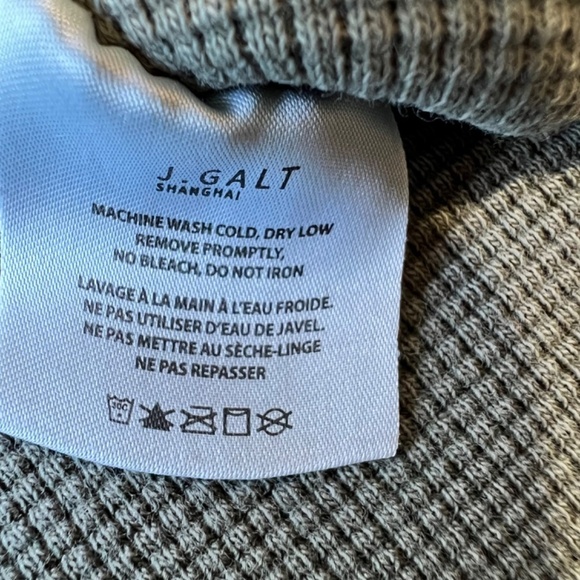 J.GALT
SHANGHAI
MACHINE WASH COLD, DRY LOW
REMOVE PROMPTLY,
NO BLEACH, DO NOT IRON
LAVAGE À LA MAIN À L'EAU FROIDE.
NE PAS UTILISER D'EAU DE JAVEL.
NE PAS METTRE AU SÈCHE-LINGE
NE PAS REPASSER